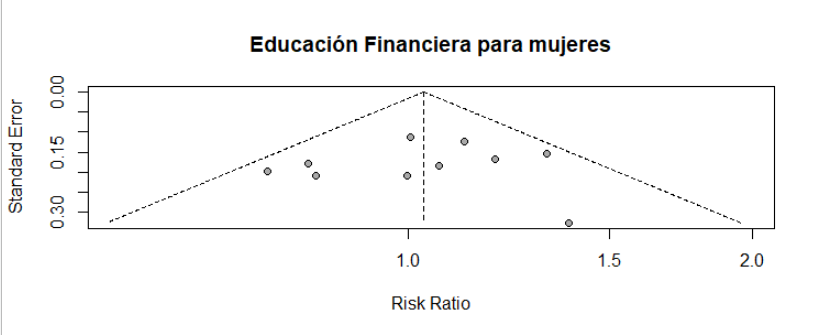 Educación Financiera para mujeres
Standard Error
0.00
0.15
0.30
1.0
1.5
2.0
Risk Ratio